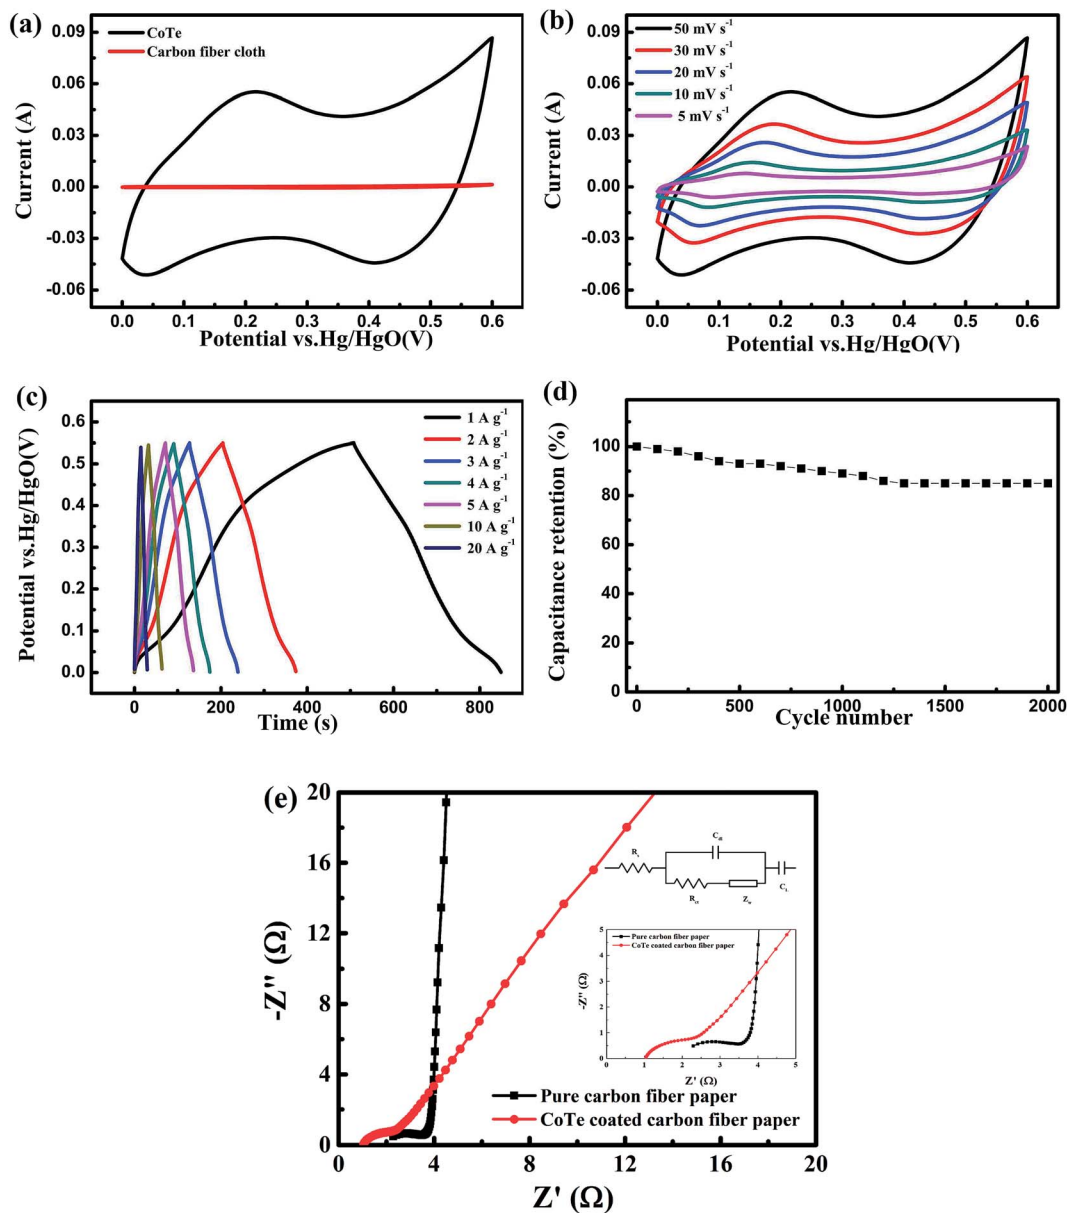 (a)
CoTe
Carbon fiber cloth
0.09
0.06
0.03
0.00
-0.03
-0.06
Current (A)
0.0 0.1 0.2 0.3 0.4 0.5 0.6
Potential vs.Hg/HgO(V)
(b)
50 mV s⁻¹
30 mV s⁻¹
20 mV s⁻¹
10 mV s⁻¹
5 mV s⁻¹
0.09
0.06
0.03
0.00
-0.03
-0.06
Current (A)
0.0 0.1 0.2 0.3 0.4 0.5 0.6
Potential vs.Hg/HgO(V)
(c)
1 A g⁻¹
2 A g⁻¹
3 A g⁻¹
4 A g⁻¹
5 A g⁻¹
10 A g⁻¹
20 A g⁻¹
0.6
0.5
0.4
0.3
0.2
0.1
0.0
Potential vs.Hg/HgO(V)
0 200 400 600 800
Time (s)
(d)
100
80
60
40
20
0
Capacitance retention (%)
0 500 1000 1500 2000
Cycle number
(e)
20
16
12
8
4
0
-Z'' (Ω)
0 4 8 12 16 20
Z' (Ω)
Pure carbon fiber paper
CoTe coated carbon fiber paper
C
R
R
Z
C
Pure carbon fiber paper
CoTe coated carbon fiber paper
5
4
3
2
1
0
-Z'' (Ω)
0 1 2 3 4 5
Z' (Ω)